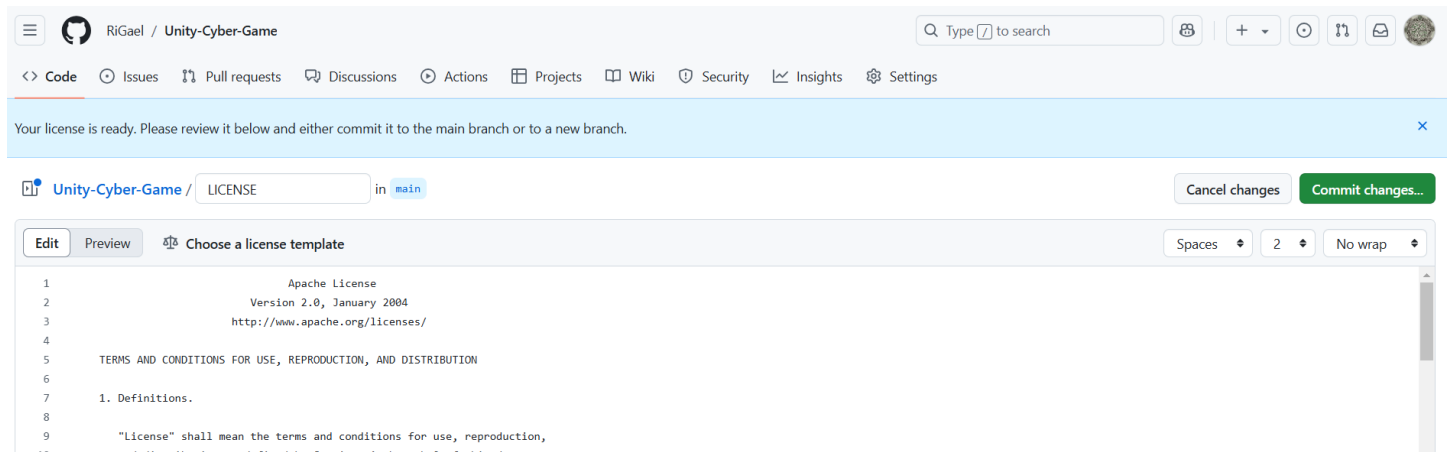 RiGael / Unity-Cyber-Game
Type / to search
Code Issues Pull requests Discussions Actions Projects Wiki Security Insights Settings
Your license is ready. Please review it below and either commit it to the main branch or to a new branch.
Unity-Cyber-Game / LICENSE in main
Cancel changes Commit changes...
Edit Preview Choose a license template
Spaces 2 No wrap
1 Apache License
2 Version 2.0, January 2004
3 http://www.apache.org/licenses/
4
5 TERMS AND CONDITIONS FOR USE, REPRODUCTION, AND DISTRIBUTION
6
7 1. Definitions.
8
9 "License" shall mean the terms and conditions for use, reproduction,